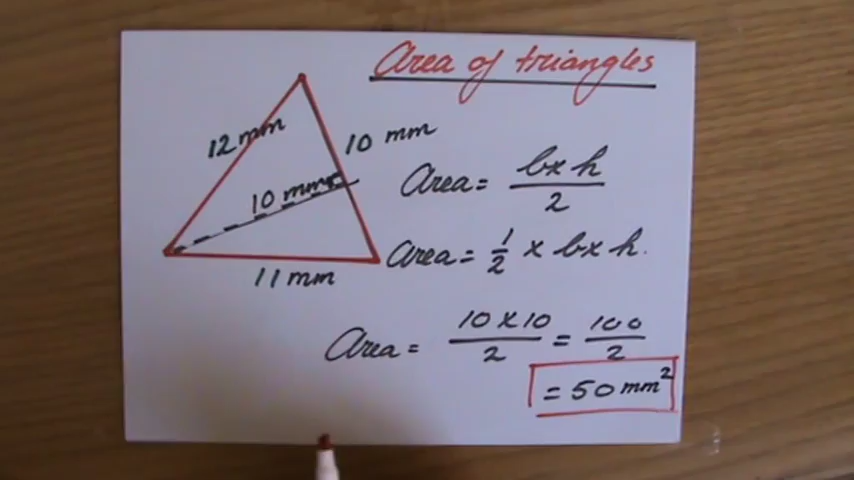 Area of triangles
12 mm
10 mm
10 mm
11 mm
Area = b x h / 2
Area = 1/2 x b x h.
Area = 10 x 10 / 2 = 100 / 2
= 50 mm²